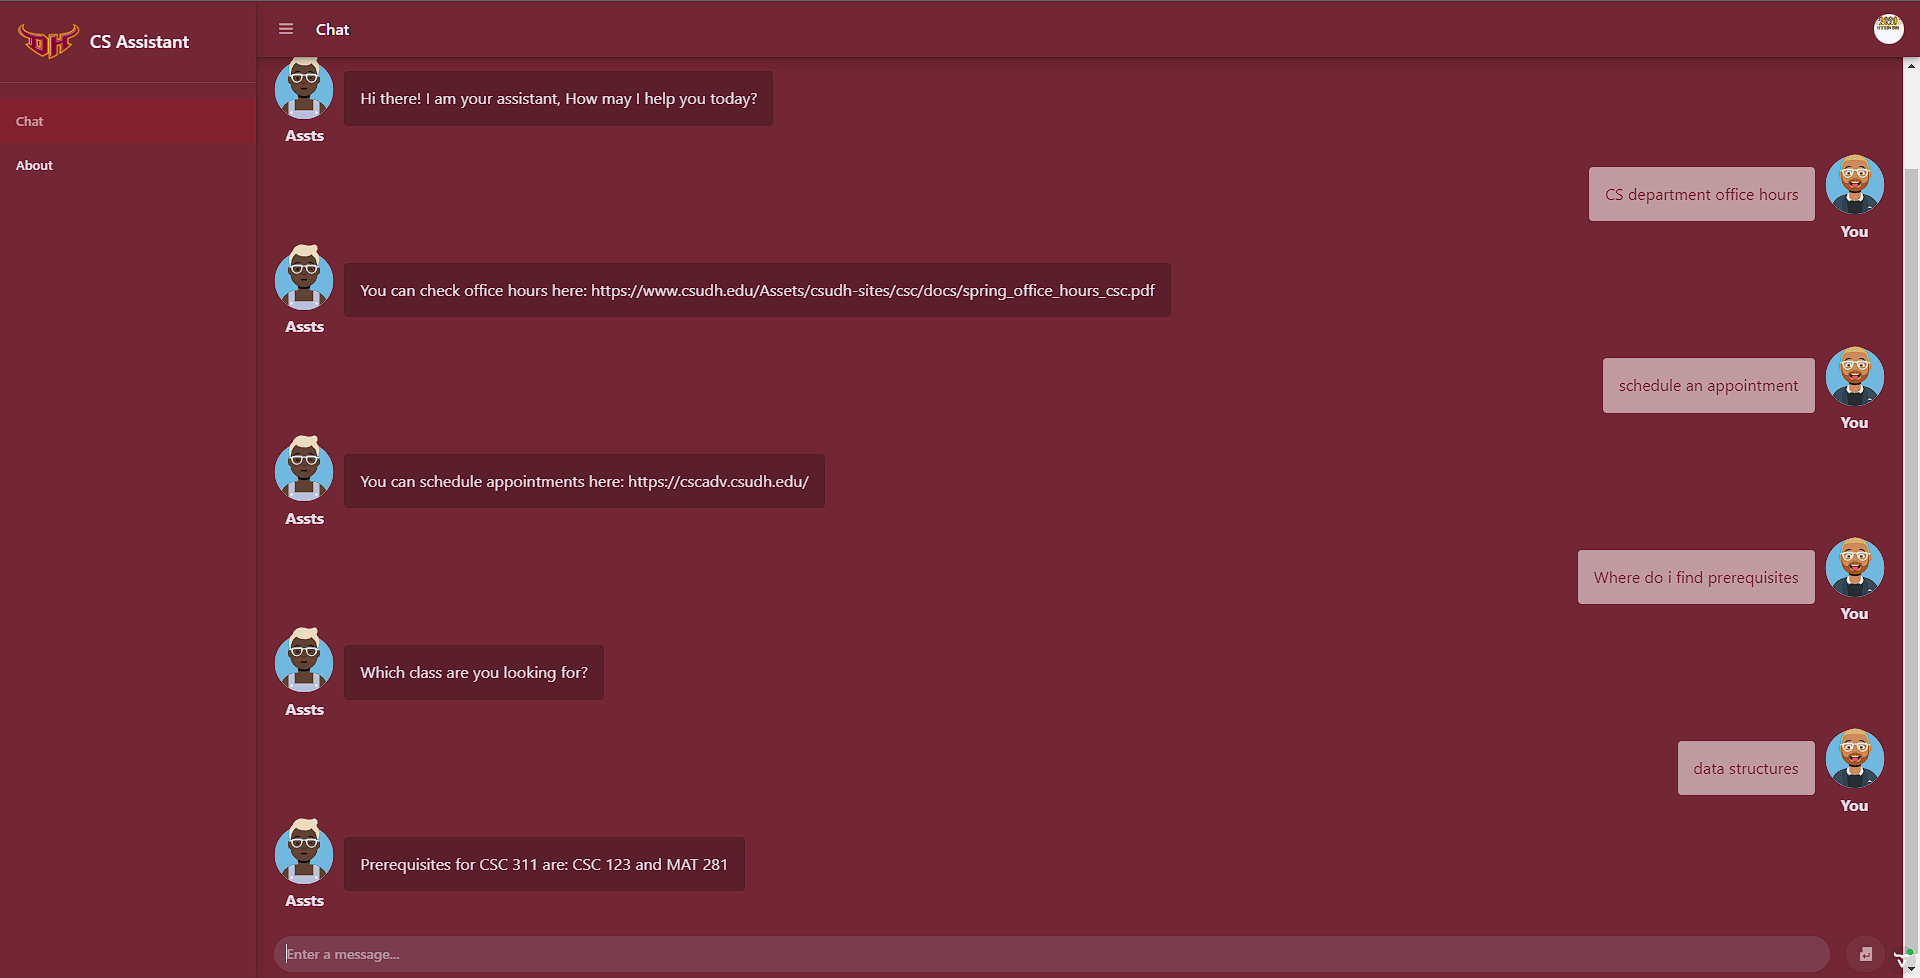 DH
CS Assistant
Chat
Chat
About
Hi there! I am your assistant, How may I help you today?
Assts
CS department office hours
You
You can check office hours here: https://www.csudh.edu/Assets/csudh-sites/csc/docs/spring_office_hours_csc.pdf
Assts
schedule an appointment
You
You can schedule appointments here: https://cscadv.csudh.edu/
Assts
Where do i find prerequisites
You
Which class are you looking for?
Assts
data structures
You
Prerequisites for CSC 311 are: CSC 123 and MAT 281
Assts
Enter a message...